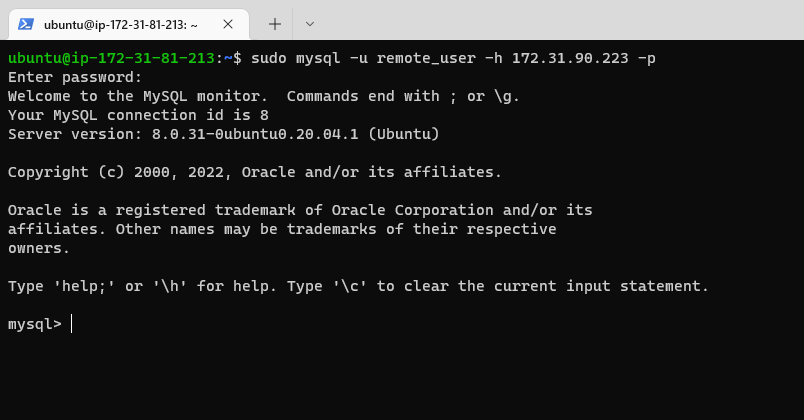 ubuntu@ip-172-31-81-213: ~
ubuntu@ip-172-31-81-213:~$ sudo mysql -u remote_user -h 172.31.90.223 -p
Enter password:
Welcome to the MySQL monitor.  Commands end with ; or \g.
Your MySQL connection id is 8
Server version: 8.0.31-0ubuntu0.20.04.1 (Ubuntu)

Copyright (c) 2000, 2022, Oracle and/or its affiliates.

Oracle is a registered trademark of Oracle Corporation and/or its
affiliates. Other names may be trademarks of their respective
owners.

Type 'help;' or '\h' for help. Type '\c' to clear the current input statement.

mysql>